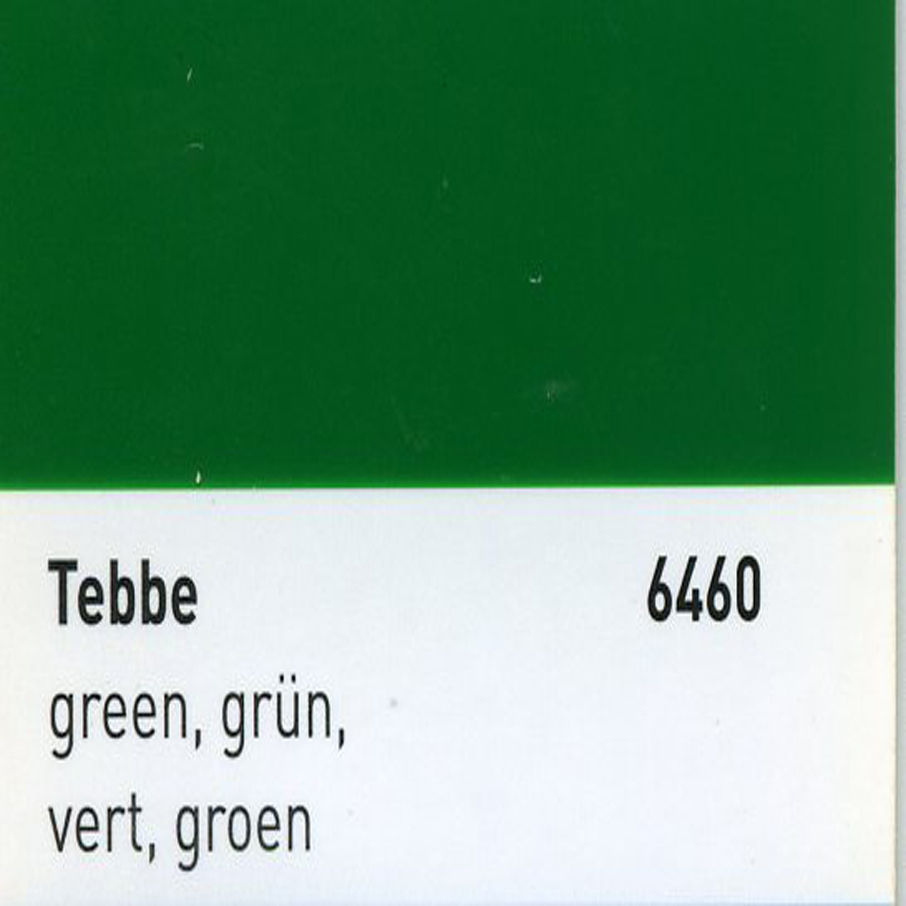 Tebbe 6460
green, grün,
vert, groen